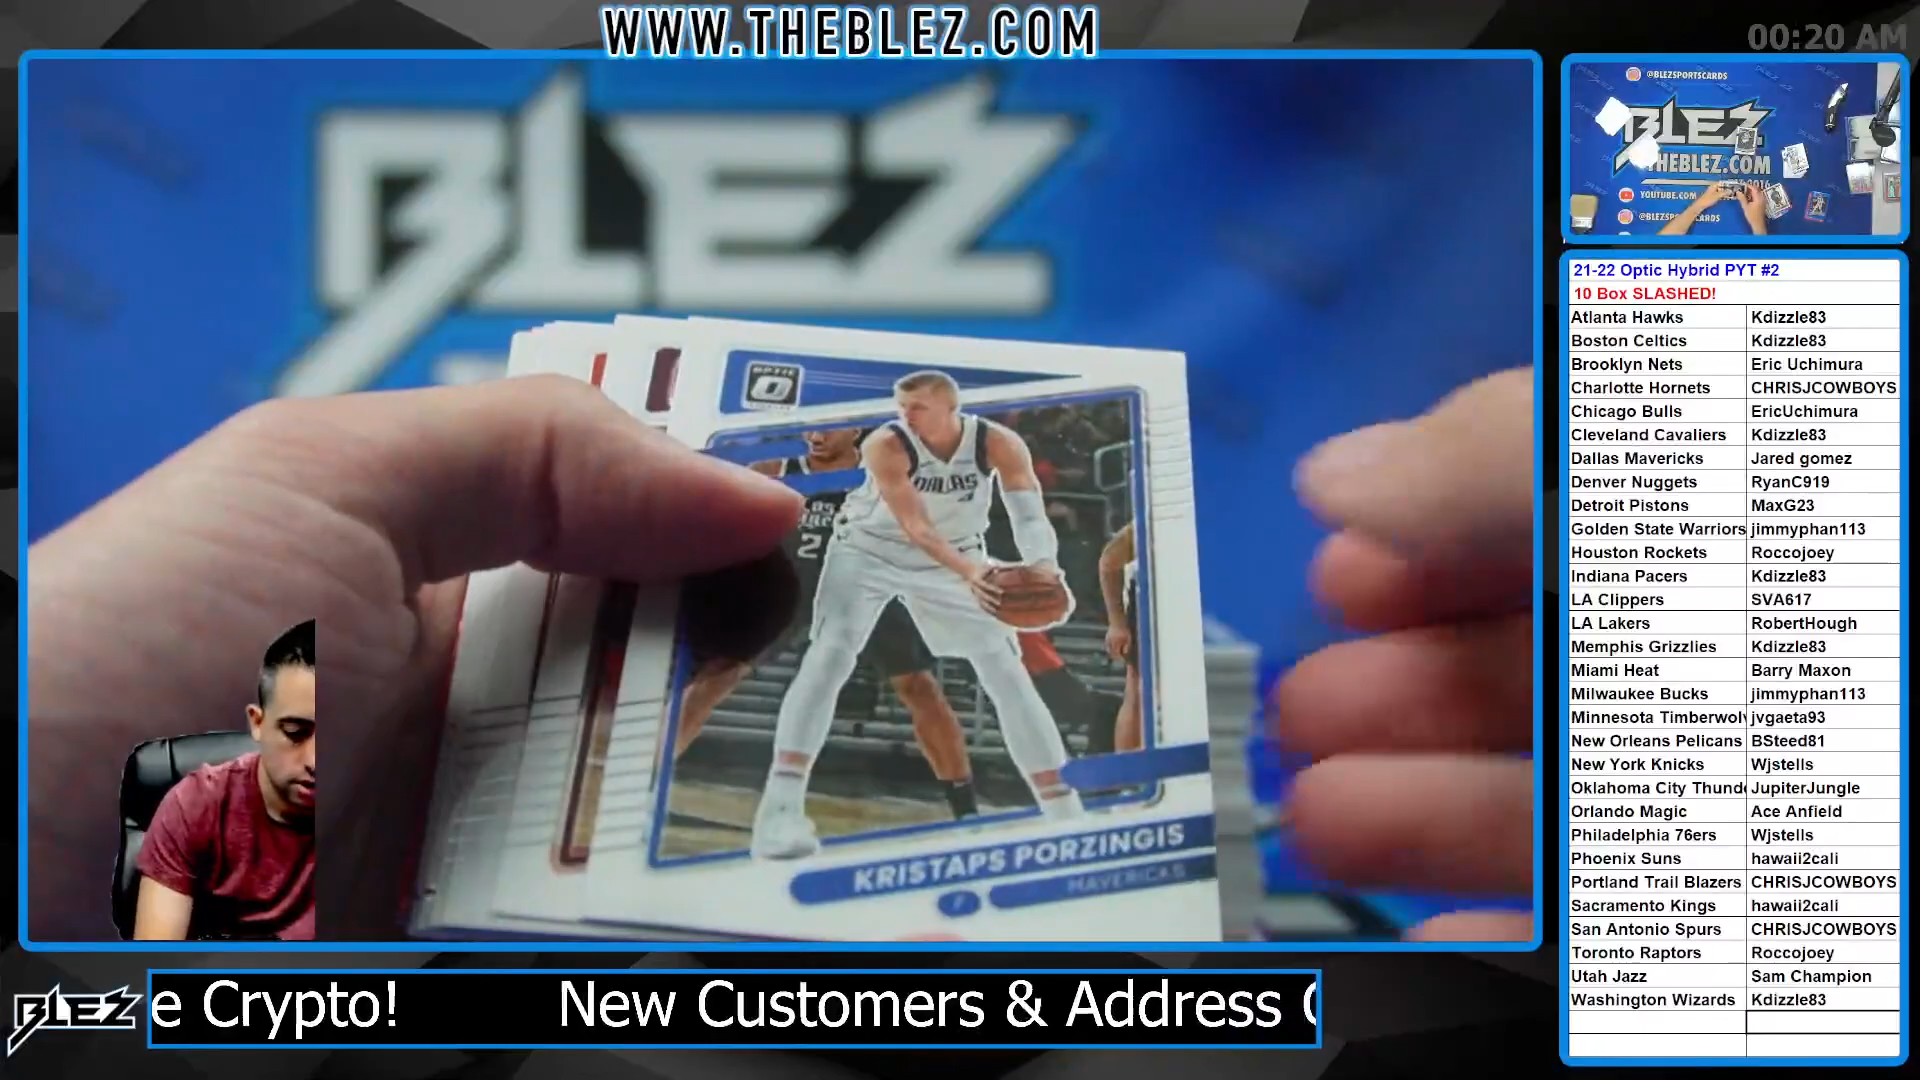 WWW.THEBLEZ.COM
00:20 AM
BLEZ
@BLEZSPORTSCARDS
BLEZ
THEBLEZ.COM
YOUTUBE.COM
OPTIC
DALLAS
2
KRISTAPS PORZINGIS
F MAVERICKS
21-22 Optic Hybrid PYT #2
10 Box SLASHED!
Atlanta Hawks Kdizzle83
Boston Celtics Kdizzle83
Brooklyn Nets Eric Uchimura
Charlotte Hornets CHRISJCOWBOYS
Chicago Bulls EricUchimura
Cleveland Cavaliers Kdizzle83
Dallas Mavericks Jared gomez
Denver Nuggets RyanC919
Detroit Pistons MaxG23
Golden State Warriors jimmyphan113
Houston Rockets Roccojoey
Indiana Pacers Kdizzle83
LA Clippers SVA617
LA Lakers RobertHough
Memphis Grizzlies Kdizzle83
Miami Heat Barry Maxon
Milwaukee Bucks jimmyphan113
Minnesota Timberwol jvgaeta93
New Orleans Pelicans BSteed81
New York Knicks Wjstells
Oklahoma City Thund JupiterJungle
Orlando Magic Ace Anfield
Philadelphia 76ers Wjstells
Phoenix Suns hawaii2cali
Portland Trail Blazers CHRISJCOWBOYS
Sacramento Kings hawaii2cali
San Antonio Spurs CHRISJCOWBOYS
Toronto Raptors Roccojoey
Utah Jazz Sam Champion
Washington Wizards Kdizzle83
BLEZ
e Crypto! New Customers & Address